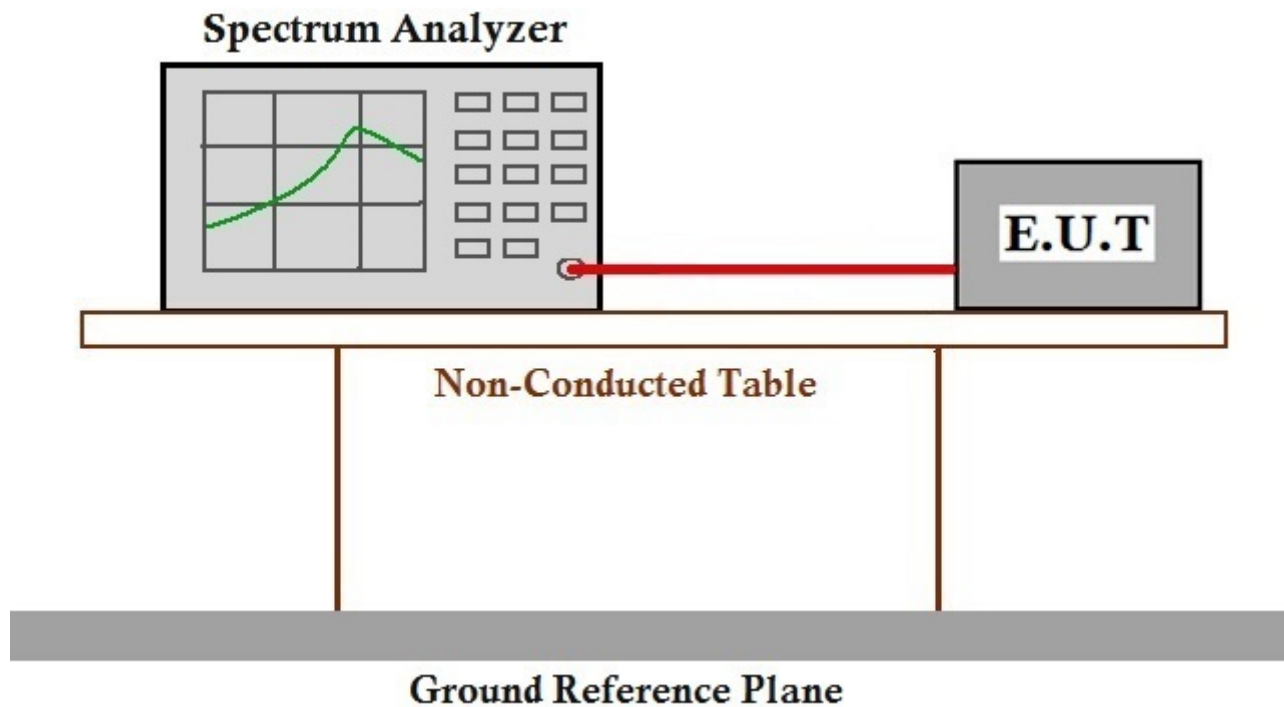 Spectrum Analyzer
E.U.T
Non-Conducted Table
Ground Reference Plane